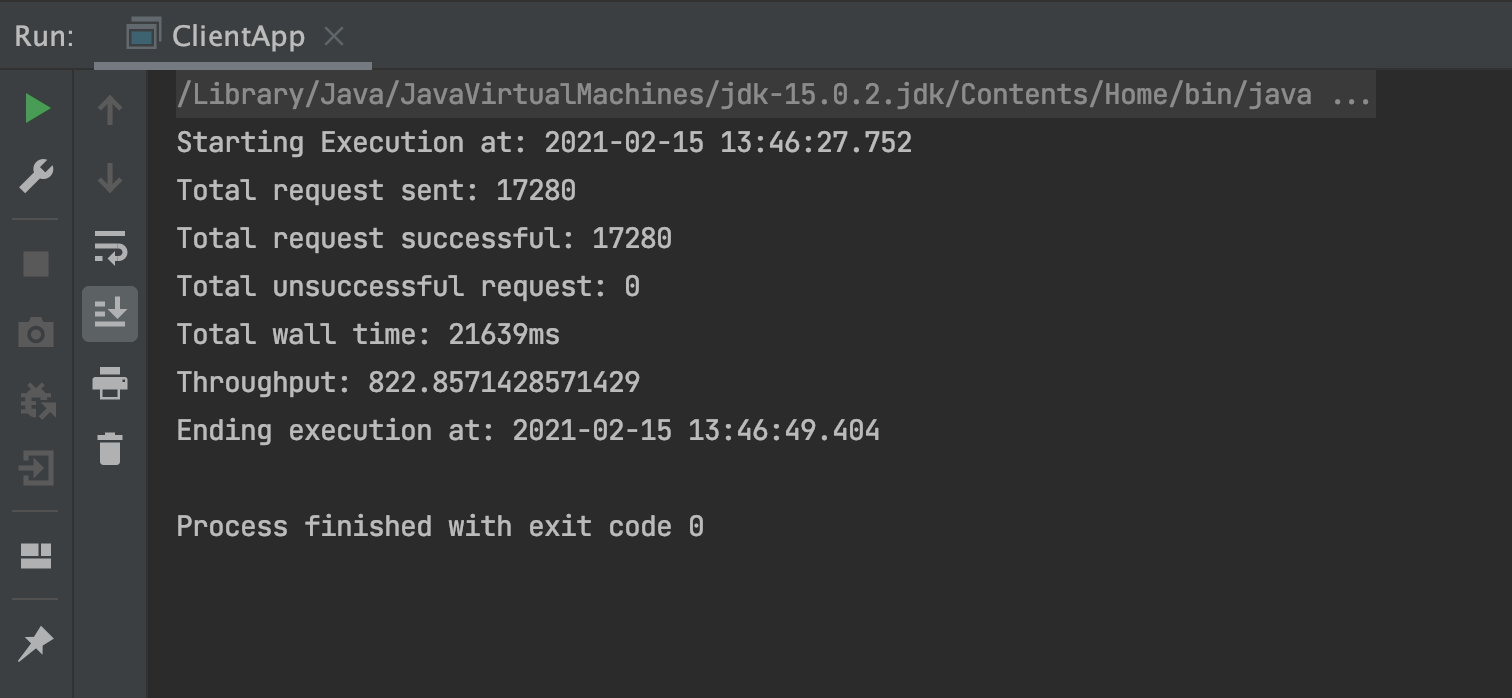 Run:
ClientApp
/Library/Java/JavaVirtualMachines/jdk-15.0.2.jdk/Contents/Home/bin/java ...
Starting Execution at: 2021-02-15 13:46:27.752
Total request sent: 17280
Total request successful: 17280
Total unsuccessful request: 0
Total wall time: 21639ms
Throughput: 822.8571428571429
Ending execution at: 2021-02-15 13:46:49.404
Process finished with exit code 0